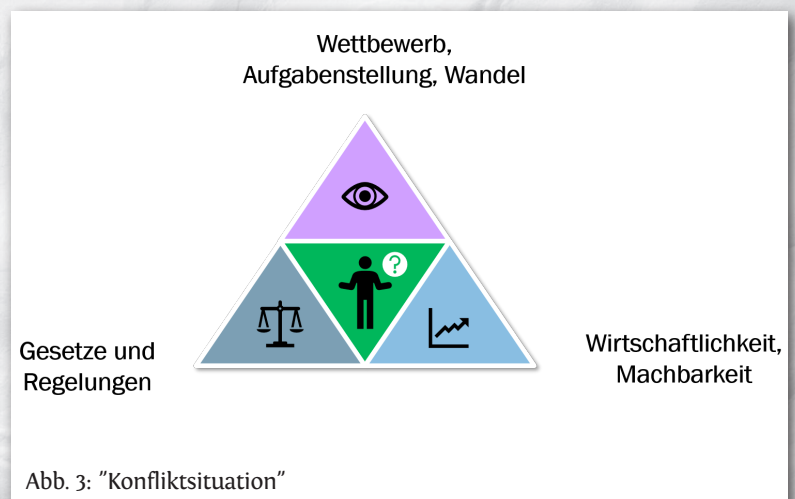 Wettbewerb,
Aufgabenstellung, Wandel
?
Gesetze und
Regelungen
Wirtschaftlichkeit,
Machbarkeit
Abb. 3: "Konfliktsituation"